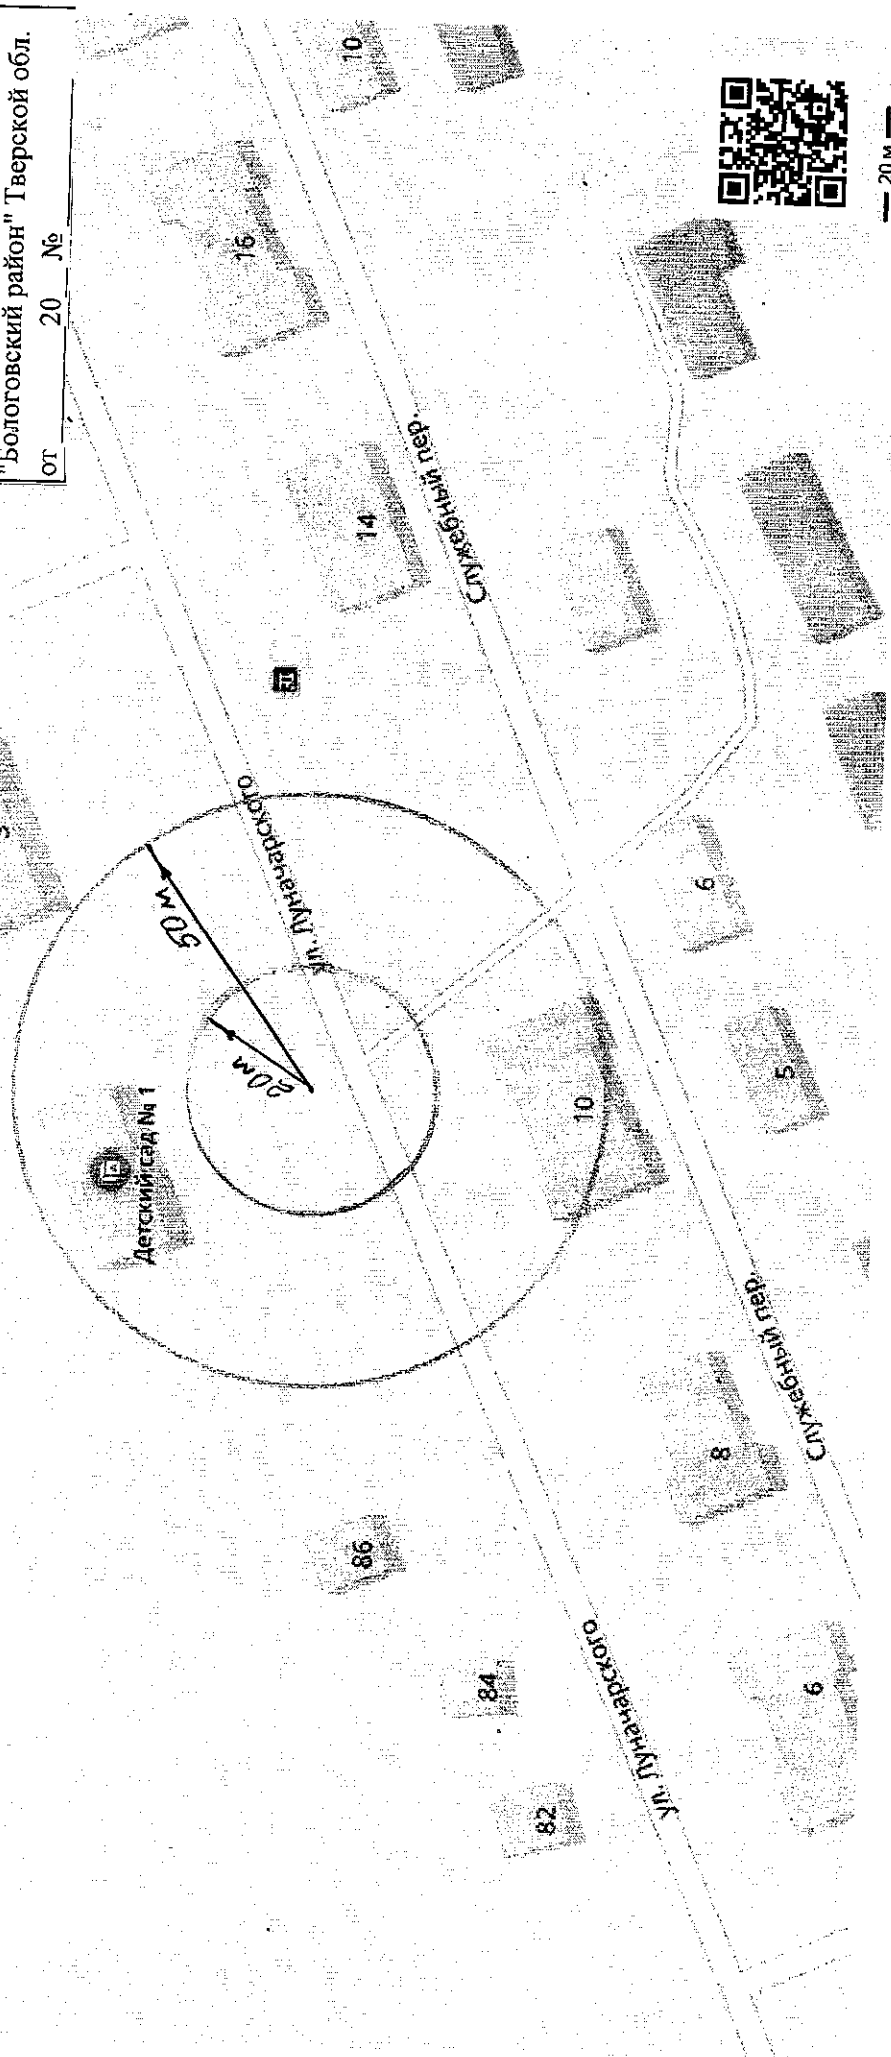 "Бологовский район" Тверской обл.
от 20 №
10
16
14
Служебный пер.
ул. Луначарского
50 м
20 м
Детский сад № 1
10
6
5
Служебный пер.
8
86
84
82
ул. Луначарского
6
20 м